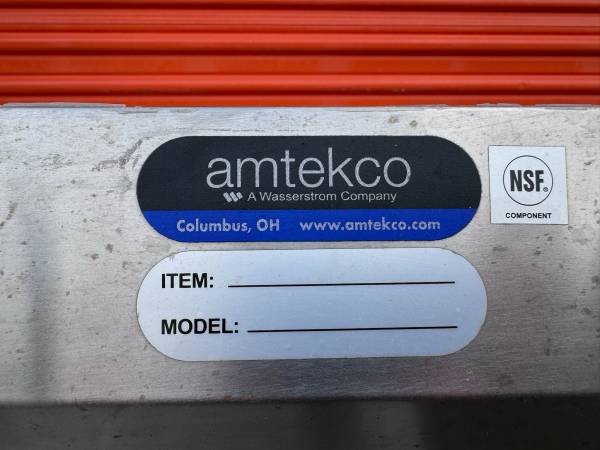 amtekco
A Wasserstrom Company
Columbus, OH www.amtekco.com
NSF®
COMPONENT
ITEM:
MODEL: